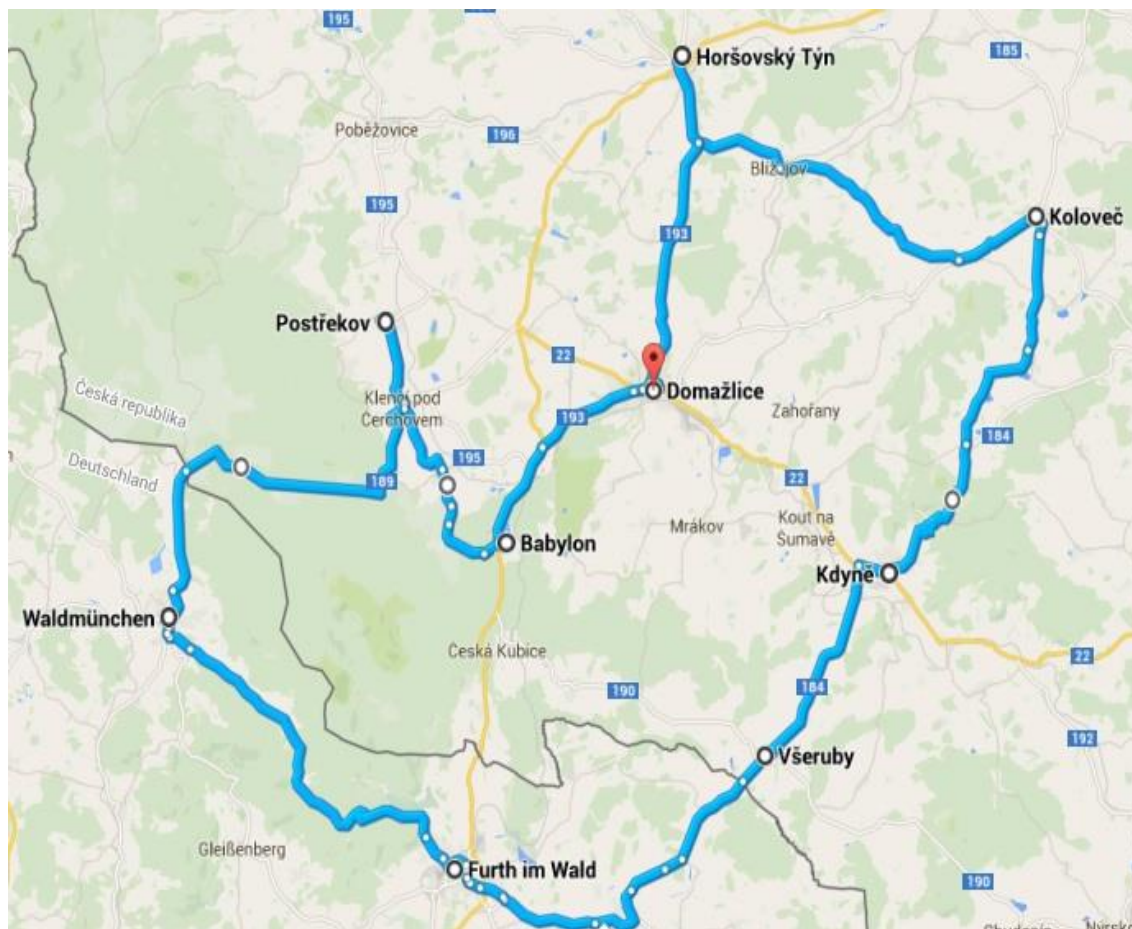 195
Horšovský Týn
185
Poběžovice
196
Bližejov
195
Koloveč
193
Postřekov
22
Domažlice
Klenčí pod
Čerchovem
193
Zahořany
Česká republika
184
195
Deutschland
22
189
Kout na
Šumavě
Mrákov
Babylon
Kdyně
Waldmünchen
Česká Kubice
22
184
190
192
Všeruby
Gleißenberg
Furth im Wald
190
Nýrsko